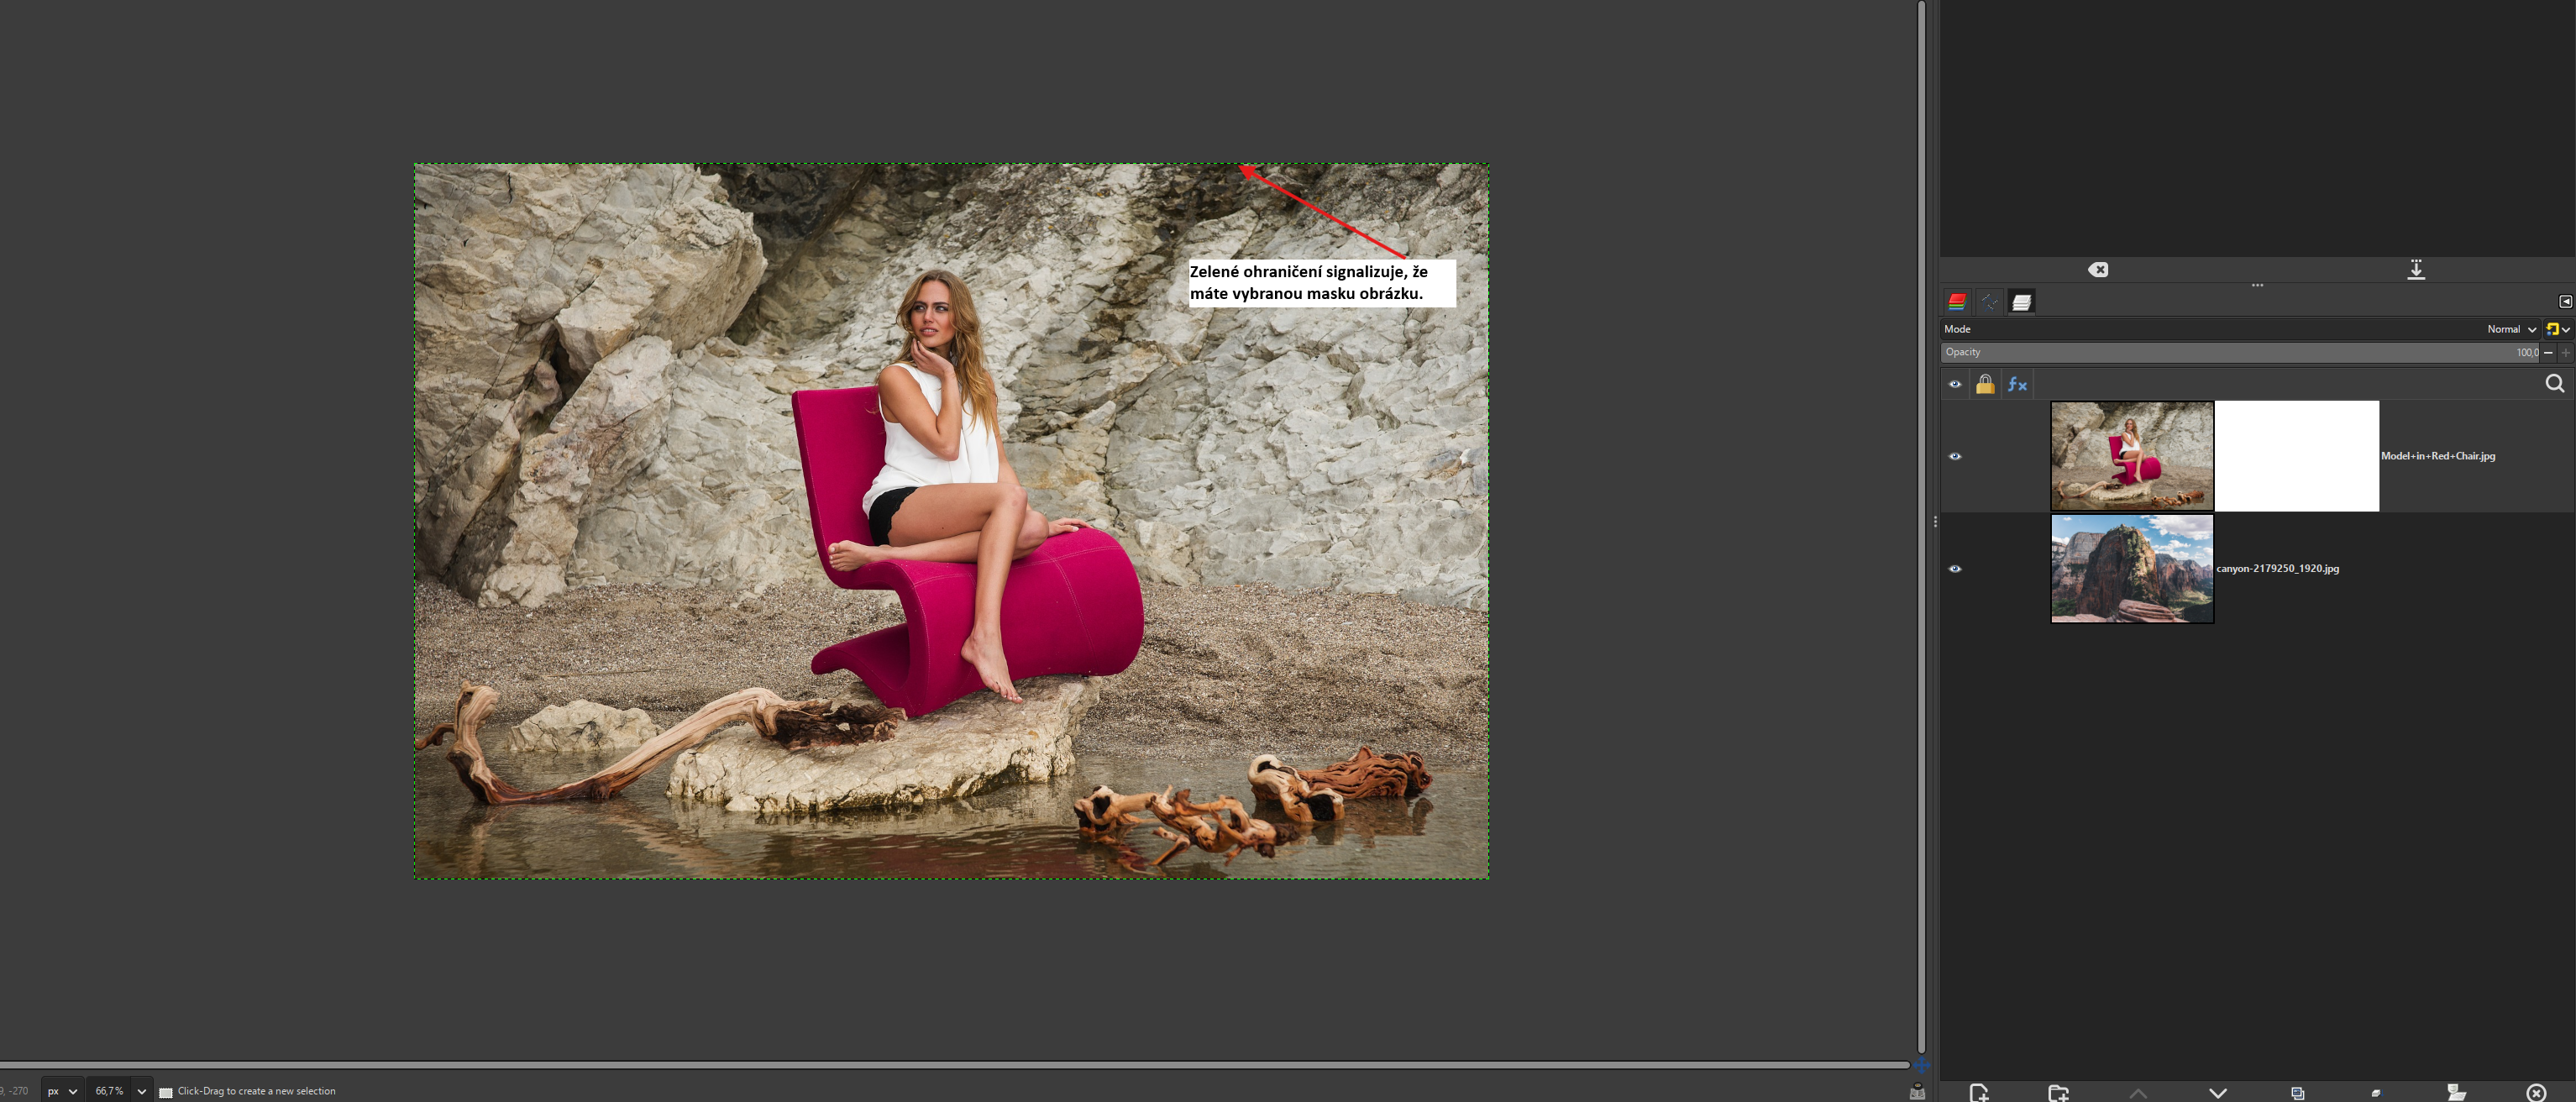 Zelené ohraničení signalizuje, že
máte vybranou masku obrázku.
Mode
Normal
Opacity
100,0
fx
Model+in+Red+Chair.jpg
canyon-2179250_1920.jpg
-270
px
66,7 %
Click-Drag to create a new selection